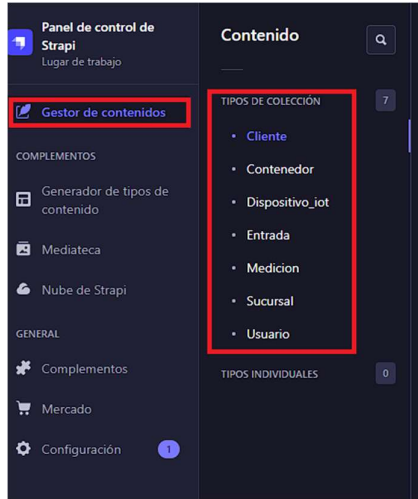 Panel de control de
Strapi
Lugar de trabajo
Gestor de contenidos
COMPLEMENTOS
Generador de tipos de
contenido
Mediateca
Nube de Strapi
GENERAL
Complementos
Mercado
Configuración 1
Contenido
TIPOS DE COLECCIÓN 7
Cliente
Contenedor
Dispositivo_iot
Entrada
Medicion
Sucursal
Usuario
TIPOS INDIVIDUALES 0